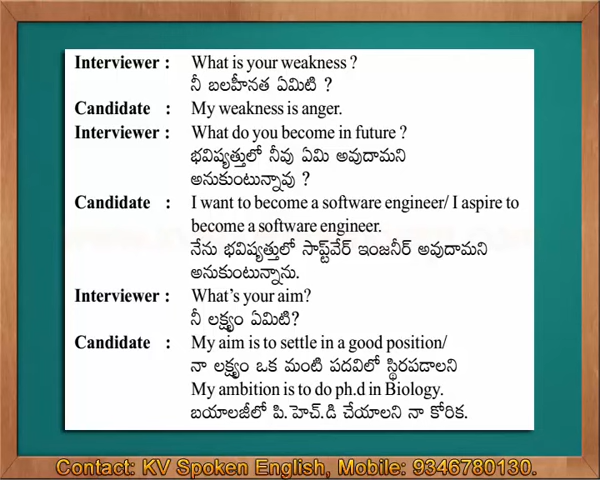 Interviewer : What is your weakness ?
నీ బలహీనత ఏమిటి ?
Candidate : My weakness is anger.
Interviewer : What do you become in future ?
భవిష్యత్తులో నీవు ఏమి అవుదామని
అనుకుంటున్నావు ?
Candidate : I want to become a software engineer/ I aspire to
become a software engineer.
నేను భవిష్యత్తులో సాఫ్ట్‌వేర్ ఇంజనీర్ అవుదామని
అనుకుంటున్నాను.
Interviewer : What's your aim?
నీ లక్ష్యం ఏమిటి?
Candidate : My aim is to settle in a good position/
నా లక్ష్యం ఒక మంటి పదవిలో స్థిరపడాలని
My ambition is to do ph.d in Biology.
బయాలజీలో పి.హెచ్.డి చేయాలని నా కోరిక.
Contact: KV Spoken English, Mobile: 9346780130.